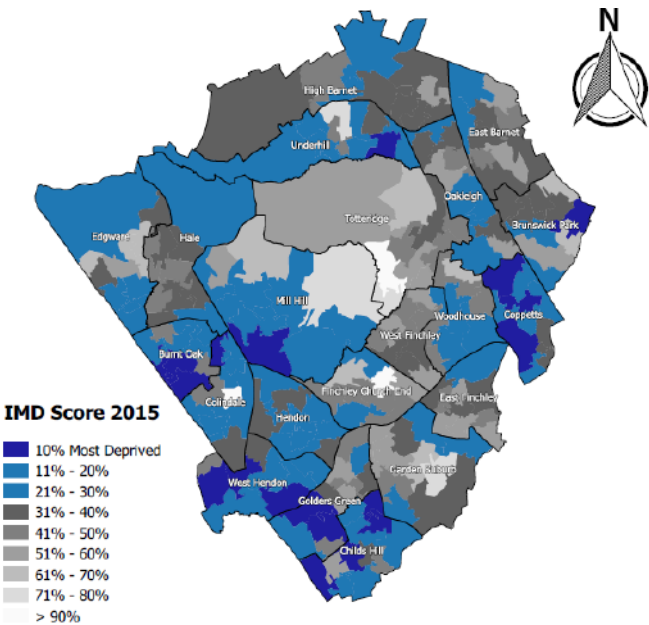 N
High Barnet
East Barnet
Underhill
Oakleigh
Totteridge
Brunswick Park
Edgware
Hale
Mill Hill
Woodhouse
Coppetts
West Finchley
Burnt Oak
Finchley Church End
East Finchley
Colindale
Hendon
Garden Suburb
West Hendon
Golders Green
Childs Hill
IMD Score 2015
10% Most Deprived
11% - 20%
21% - 30%
31% - 40%
41% - 50%
51% - 60%
61% - 70%
71% - 80%
> 90%